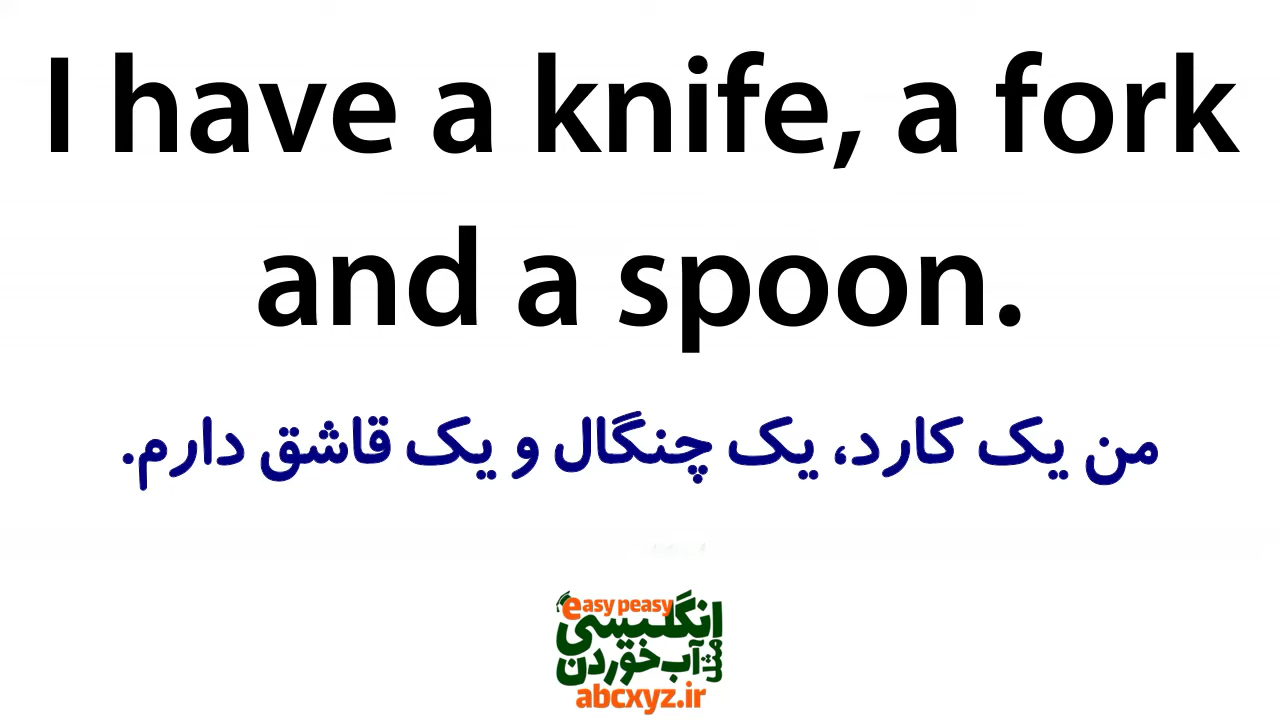 I have a knife, a fork
and a spoon.
من یک کارد، یک چنگال و یک قاشق دارم.
easy peasy
انگلیسی
مثل آب خوردن
abcxyz.ir